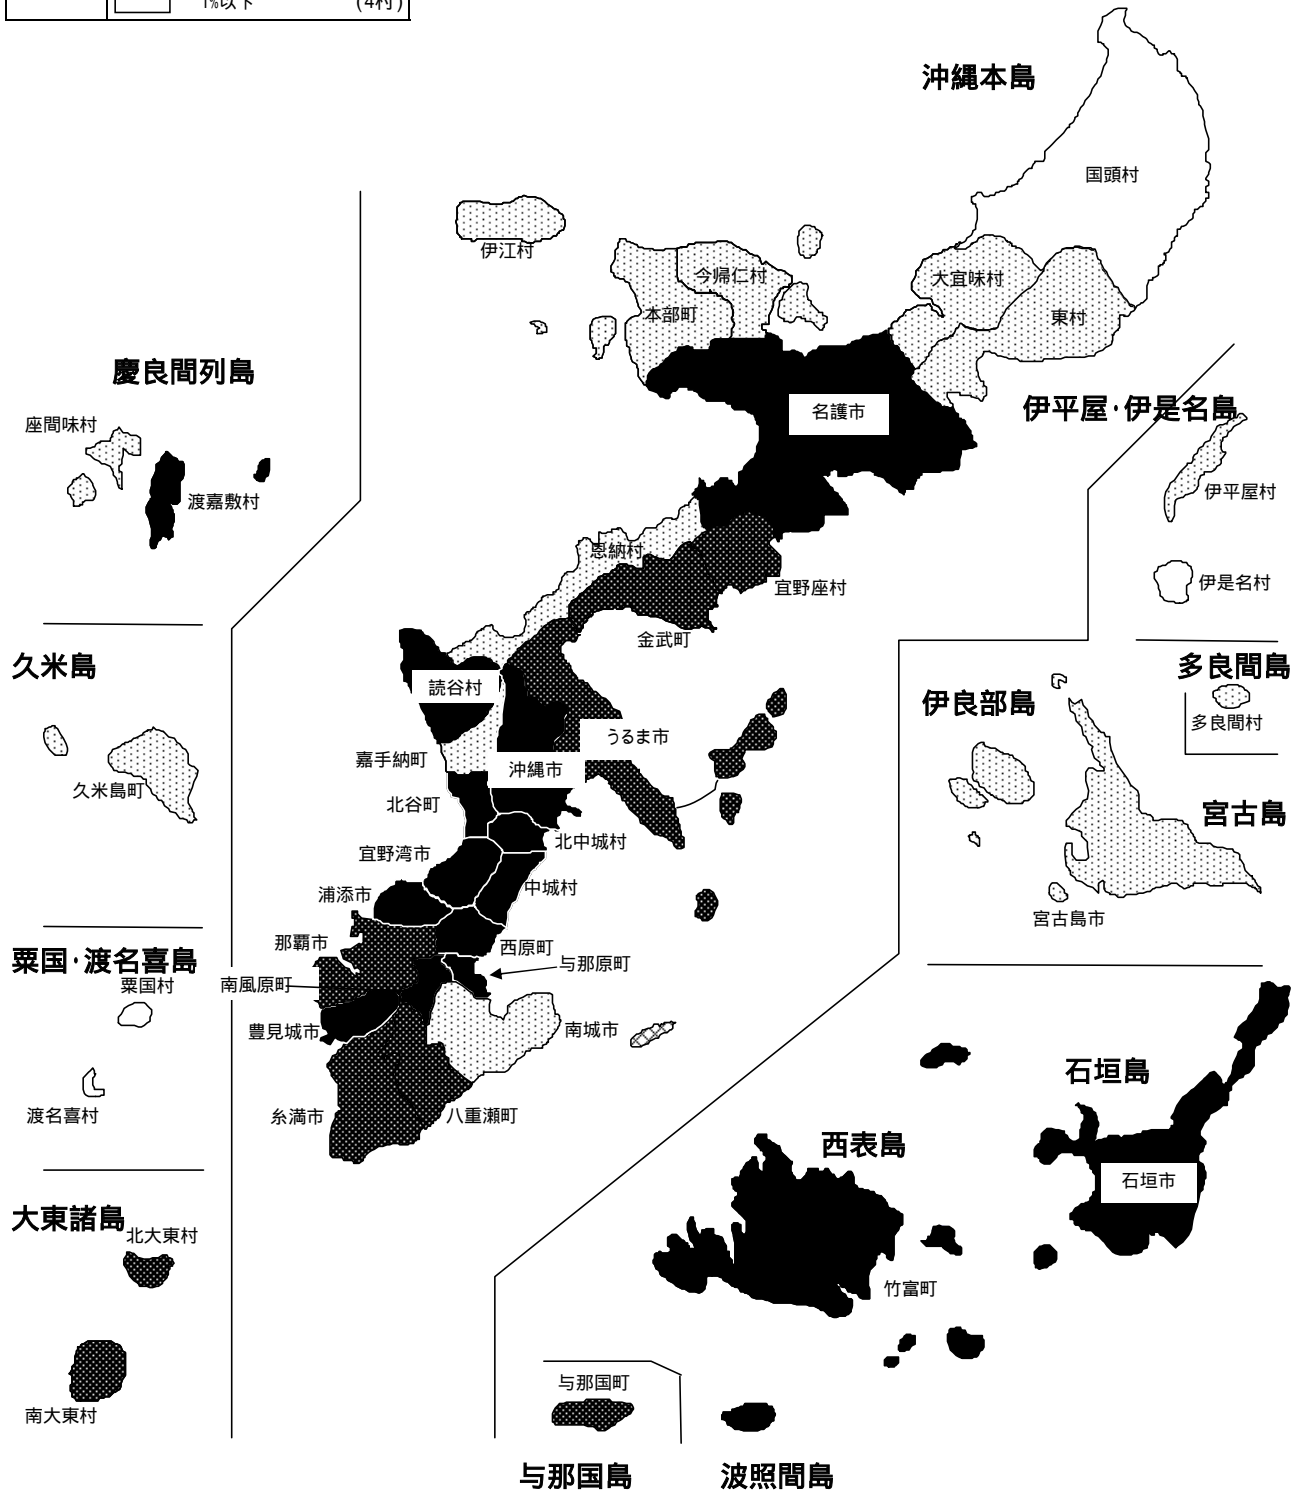 1%以下 (4村)
沖縄本島
国頭村
伊江村
今帰仁村
大宜味村
本部町
東村
慶良間列島
名護市
伊平屋・伊是名島
座間味村
渡嘉敷村
伊平屋村
恩納村
宜野座村
伊是名村
金武町
久米島
多良間島
読谷村
伊良部島
多良間村
うるま市
嘉手納町
沖縄市
久米島町
北谷町
宮古島
北中城村
宜野湾市
中城村
浦添市
宮古島市
那覇市
西原町
粟国・渡名喜島
与那原町
粟国村
南風原町
豊見城市
南城市
石垣島
渡名喜村
糸満市
八重瀬町
西表島
石垣市
大東諸島
北大東村
竹富町
与那国町
南大東村
与那国島
波照間島